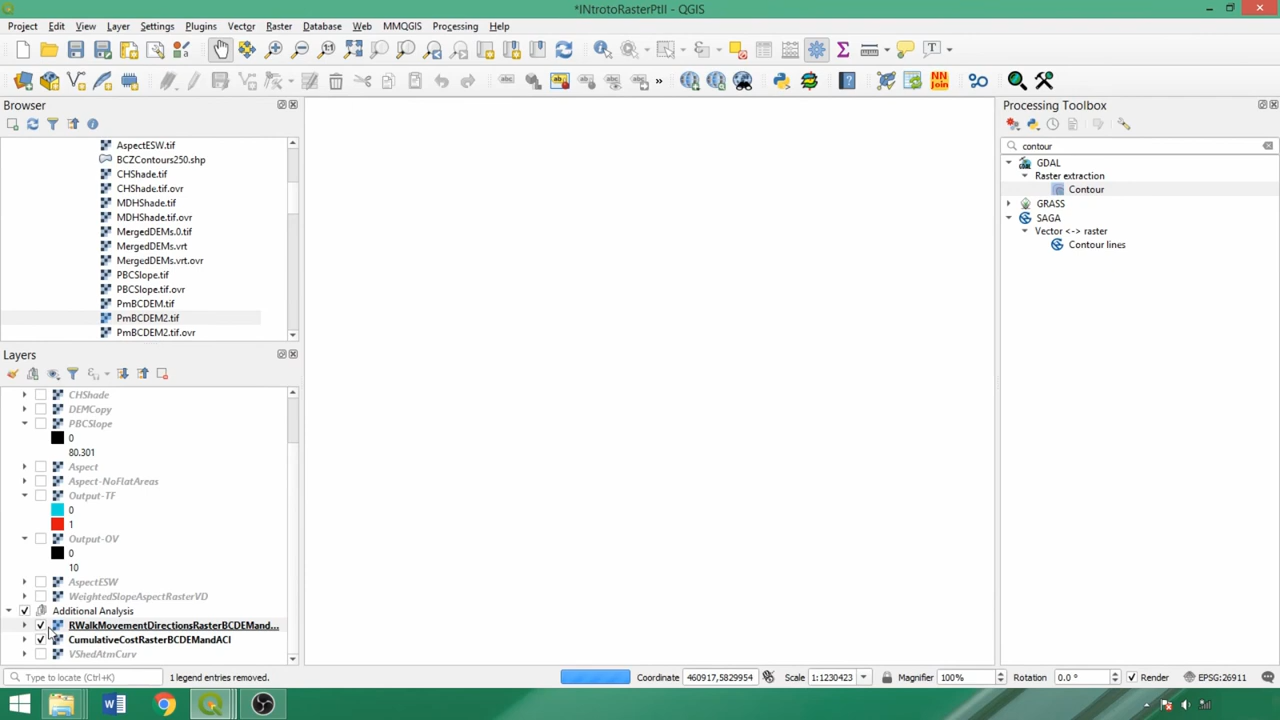 *INtrotoRasterPtII - QGIS
Project Edit View Layer Settings Plugins Vector Raster Database Web MMQGIS Processing Help
Browser
AspectESW.tif
BCZContours250.shp
CHShade.tif
CHShade.tif.ovr
MDHShade.tif
MDHShade.tif.ovr
MergedDEMs.0.tif
MergedDEMs.vrt
MergedDEMs.vrt.ovr
PBCSlope.tif
PBCSlope.tif.ovr
PmBCDEM.tif
PmBCDEM2.tif
PmBCDEM2.tif.ovr
Layers
CHShade
DEMCopy
PBCSlope
0
80.301
Aspect
Aspect-NoFlatAreas
Output-TF
0
1
Output-OV
0
10
AspectESW
WeightedSlopeAspectRasterVD
Additional Analysis
RWalkMovementDirectionsRasterBCDEMand...
CumulativeCostRasterBCDEMandACI
VShedAtmCurv
Processing Toolbox
contour
GDAL
Raster extraction
Contour
GRASS
SAGA
Vector <-> raster
Contour lines
Type to locate (Ctrl+K) 1 legend entries removed. Coordinate 460917,5829954 Scale 1:1230423 Magnifier 100% Rotation 0.0 ° Render EPSG:26911